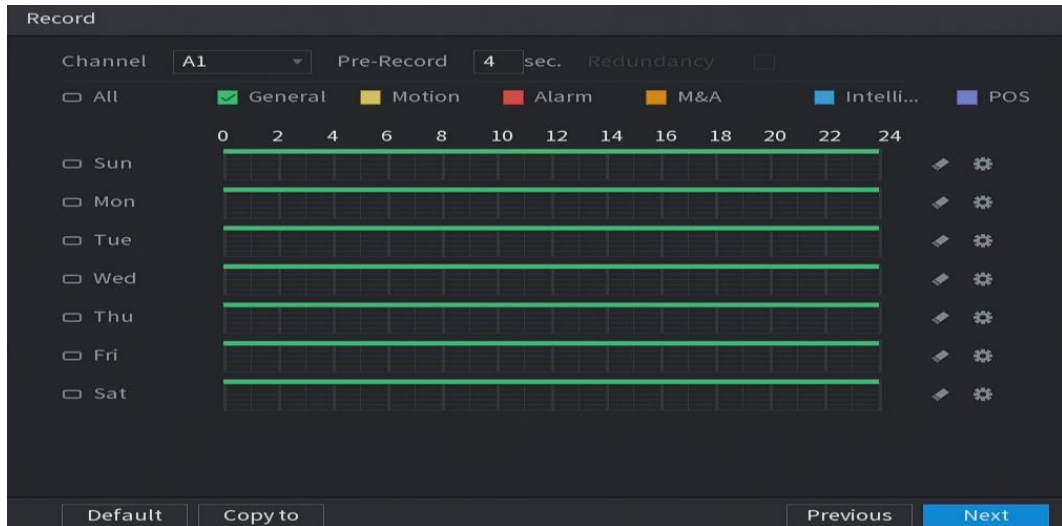 Record
Channel A1 Pre-Record 4 sec. Redundancy
All General Motion Alarm M&A Intelli... POS
0 2 4 6 8 10 12 14 16 18 20 22 24
Sun
Mon
Tue
Wed
Thu
Fri
Sat
Default Copy to Previous Next